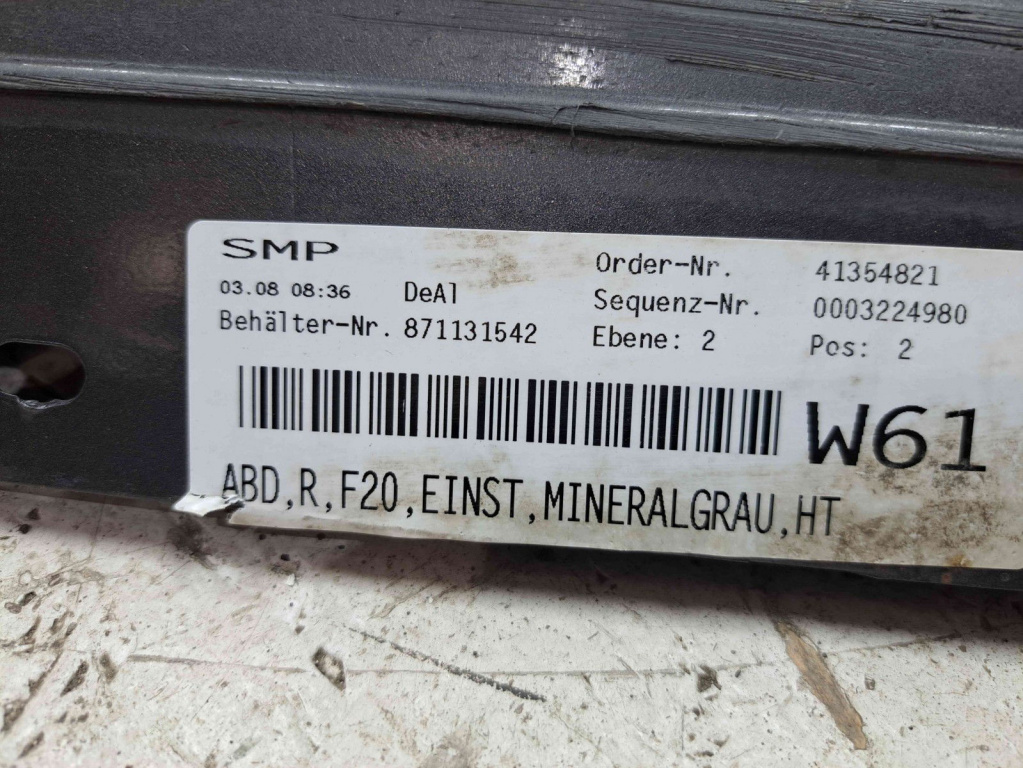 SMP
03.08 08:36 DeAl
Behälter-Nr. 871131542
Order-Nr. 41354821
Sequenz-Nr. 0003224980
Ebene: 2 Pos: 2
W61
ABD,R,F20,EINST,MINERALGRAU,HT